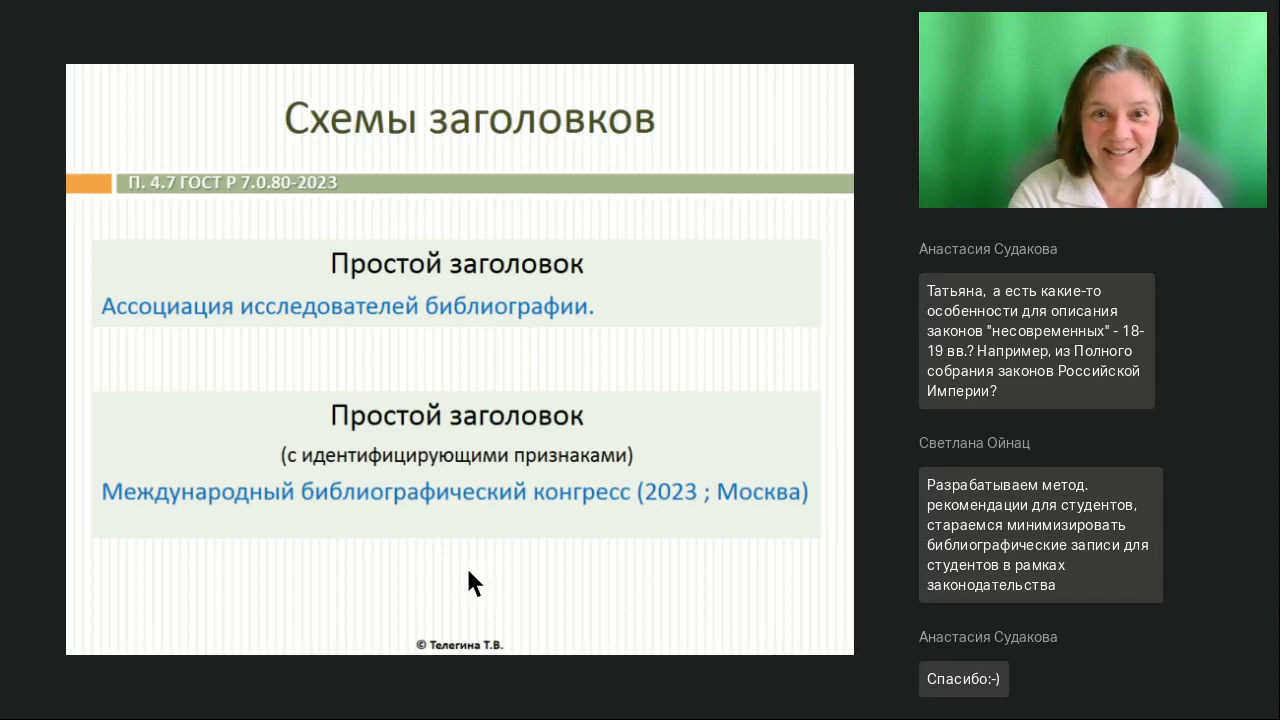 Схемы заголовков
П. 4.7 ГОСТ Р 7.0.80-2023
Простой заголовок
Ассоциация исследователей библиографии.
Простой заголовок
(с идентифицирующими признаками)
Международный библиографический конгресс (2023 ; Москва)
© Телегина Т.В.
Анастасия Судакова
Татьяна, а есть какие-то
особенности для описания
законов "несовременных" - 18-
19 вв.? Например, из Полного
собрания законов Российской
Империи?
Светлана Ойнац
Разрабатываем метод.
рекомендации для студентов,
стараемся минимизировать
библиографические записи для
студентов в рамках
законодательства
Анастасия Судакова
Спасибо:-)